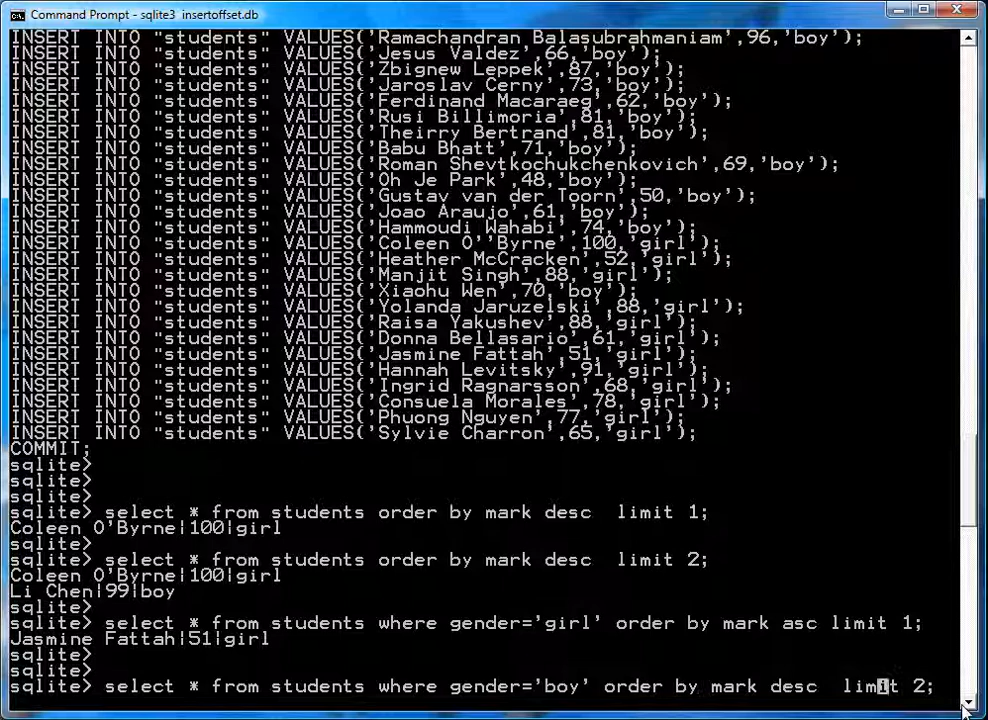 Command Prompt - sqlite3 insertoffset.db
INSERT INTO "students" VALUES('Ramachandran Balasubrahmaniam',96,'boy');
INSERT INTO "students" VALUES('Jesus Valdez',66,'boy');
INSERT INTO "students" VALUES('Zbignew Leppek',87,'boy');
INSERT INTO "students" VALUES('Jaroslav Cerny',73,'boy');
INSERT INTO "students" VALUES('Ferdinand Macaraeg',62,'boy');
INSERT INTO "students" VALUES('Rusi Billimoria',81,'boy');
INSERT INTO "students" VALUES('Theirry Bertrand',81,'boy');
INSERT INTO "students" VALUES('Babu Bhatt',71,'boy');
INSERT INTO "students" VALUES('Roman Shevtkochukchenkovich',69,'boy');
INSERT INTO "students" VALUES('Oh Je Park',48,'boy');
INSERT INTO "students" VALUES('Gustav van der Toorn',50,'boy');
INSERT INTO "students" VALUES('Joao Araujo',61,'boy');
INSERT INTO "students" VALUES('Hammoudi Wahabi',74,'boy');
INSERT INTO "students" VALUES('Coleen O''Byrne',100,'girl');
INSERT INTO "students" VALUES('Heather McCracken',52,'girl');
INSERT INTO "students" VALUES('Manjit Singh',88,'girl');
INSERT INTO "students" VALUES('Xiaohu Wen',70,'boy');
INSERT INTO "students" VALUES('Yolanda Jaruzelski',88,'girl');
INSERT INTO "students" VALUES('Raisa Yakushev',88,'girl');
INSERT INTO "students" VALUES('Donna Bellasario',61,'girl');
INSERT INTO "students" VALUES('Jasmine Fattah',51,'girl');
INSERT INTO "students" VALUES('Hannah Levitsky',91,'girl');
INSERT INTO "students" VALUES('Ingrid Ragnarsson',68,'girl');
INSERT INTO "students" VALUES('Consuela Morales',78,'girl');
INSERT INTO "students" VALUES('Phuong Nguyen',77,'girl');
INSERT INTO "students" VALUES('Sylvie Charron',65,'girl');
COMMIT;
sqlite>
sqlite>
sqlite>
sqlite> select * from students order by mark desc  limit 1;
Coleen O'Byrne|100|girl
sqlite>
sqlite> select * from students order by mark desc  limit 2;
Coleen O'Byrne|100|girl
Li Chen|99|boy
sqlite>
sqlite> select * from students where gender='girl' order by mark asc limit 1;
Jasmine Fattah|51|girl
sqlite>
sqlite>
sqlite> select * from students where gender='boy' order by mark desc  limit 2;